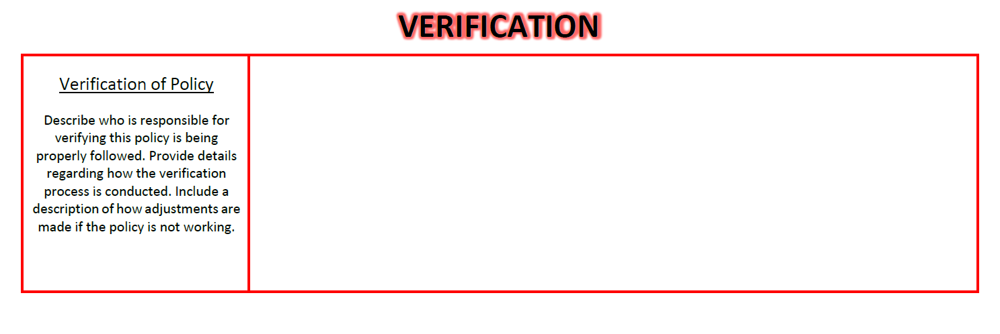 VERIFICATION
Verification of Policy
Describe who is responsible for
verifying this policy is being
properly followed. Provide details
regarding how the verification
process is conducted. Include a
description of how adjustments are
made if the policy is not working.